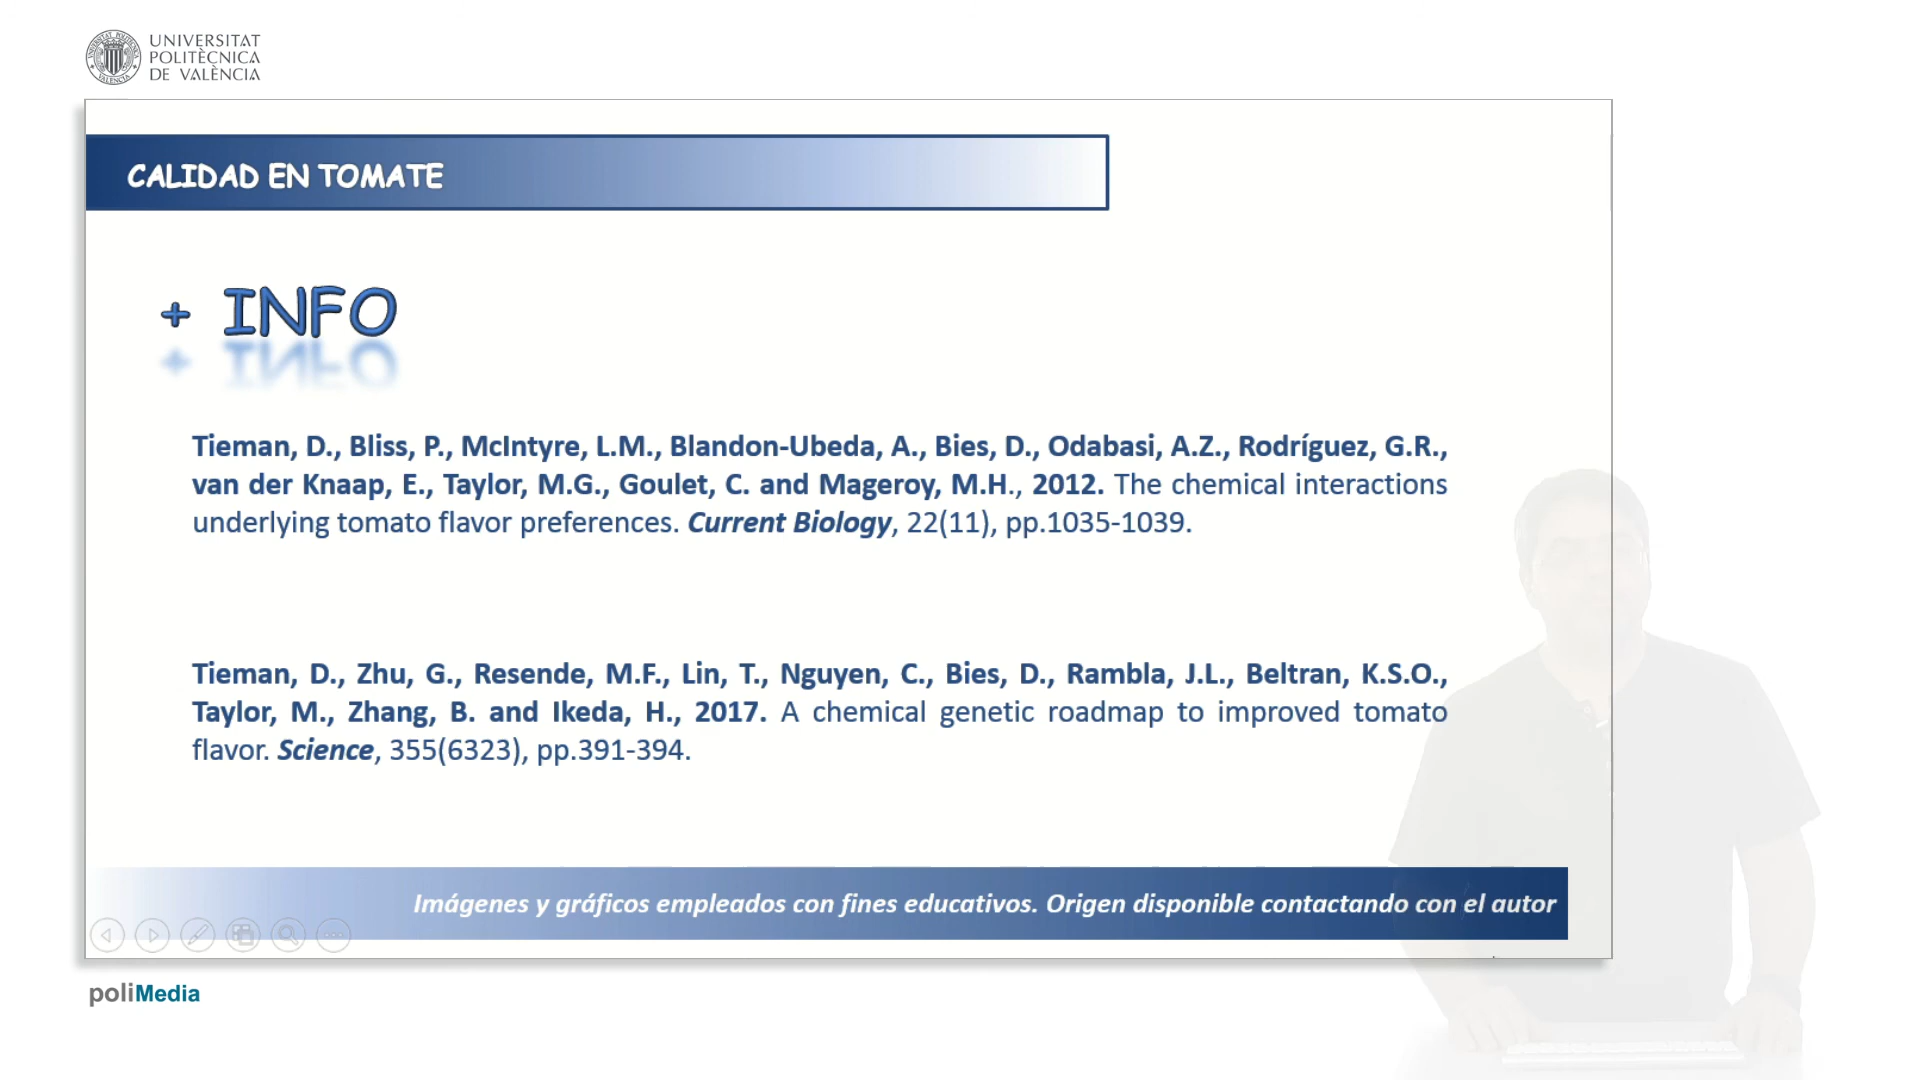 UNIVERSITAT
POLITÈCNICA
DE VALÈNCIA
CALIDAD EN TOMATE
+ INFO
Tieman, D., Bliss, P., McIntyre, L.M., Blandon-Ubeda, A., Bies, D., Odabasi, A.Z., Rodríguez, G.R.,
van der Knaap, E., Taylor, M.G., Goulet, C. and Mageroy, M.H., 2012. The chemical interactions
underlying tomato flavor preferences. Current Biology, 22(11), pp.1035-1039.
Tieman, D., Zhu, G., Resende, M.F., Lin, T., Nguyen, C., Bies, D., Rambla, J.L., Beltran, K.S.O.,
Taylor, M., Zhang, B. and Ikeda, H., 2017. A chemical genetic roadmap to improved tomato
flavor. Science, 355(6323), pp.391-394.
Imágenes y gráficos empleados con fines educativos. Origen disponible contactando con el autor
poliMedia